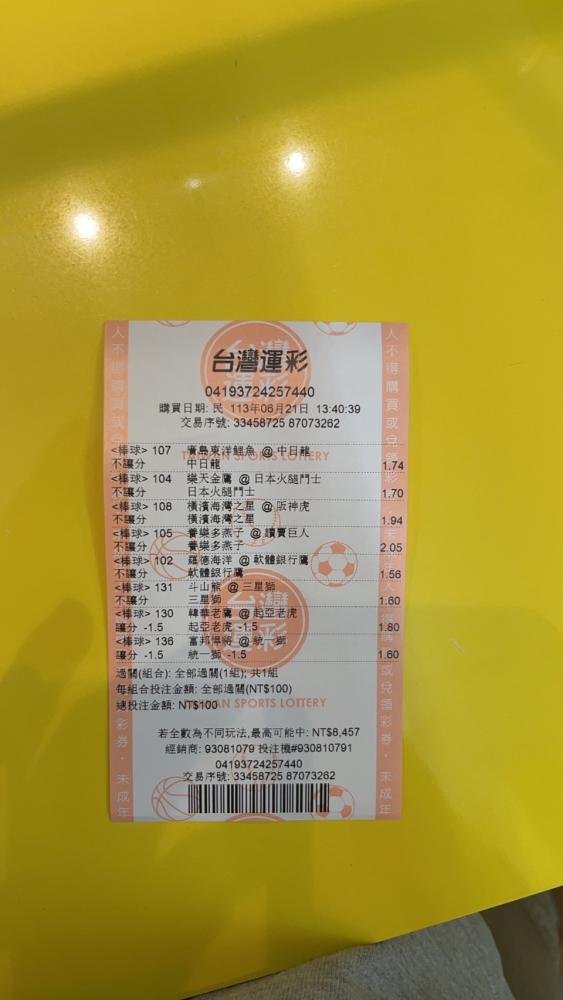 台灣運彩
04193724257440
購買日期: 民 113年06月21日 13:40:39
交易序號: 33458725 87073262
<棒球> 107 廣島東洋鯉魚 @ 中日龍
不讓分 中日龍 1.74
<棒球> 104 樂天金鷹 @ 日本火腿鬥士
不讓分 日本火腿鬥士 1.70
<棒球> 108 橫濱海灣之星 @ 阪神虎
不讓分 橫濱海灣之星 1.94
<棒球> 105 養樂多燕子 @ 讀賣巨人
不讓分 養樂多燕子 2.05
<棒球> 102 羅德海洋 @ 軟體銀行鷹
不讓分 軟體銀行鷹 1.56
<棒球> 131 斗山熊 @ 三星獅
不讓分 三星獅 1.60
<棒球> 130 韓華老鷹 @ 起亞老虎
讓分 -1.5 起亞老虎 -1.5 1.80
<棒球> 136 富邦悍將 @ 統一獅
讓分 -1.5 統一獅 -1.5 1.60
過關(組合): 全部過關(1組); 共1組
每組合投注金額: 全部過關(NT$100)
總投注金額: NT$100
TAIWAN SPORTS LOTTERY
若全數為不同玩法,最高可能中: NT$8,457
經銷商: 93081079 投注機#930810791
04193724257440
交易序號: 33458725 87073262